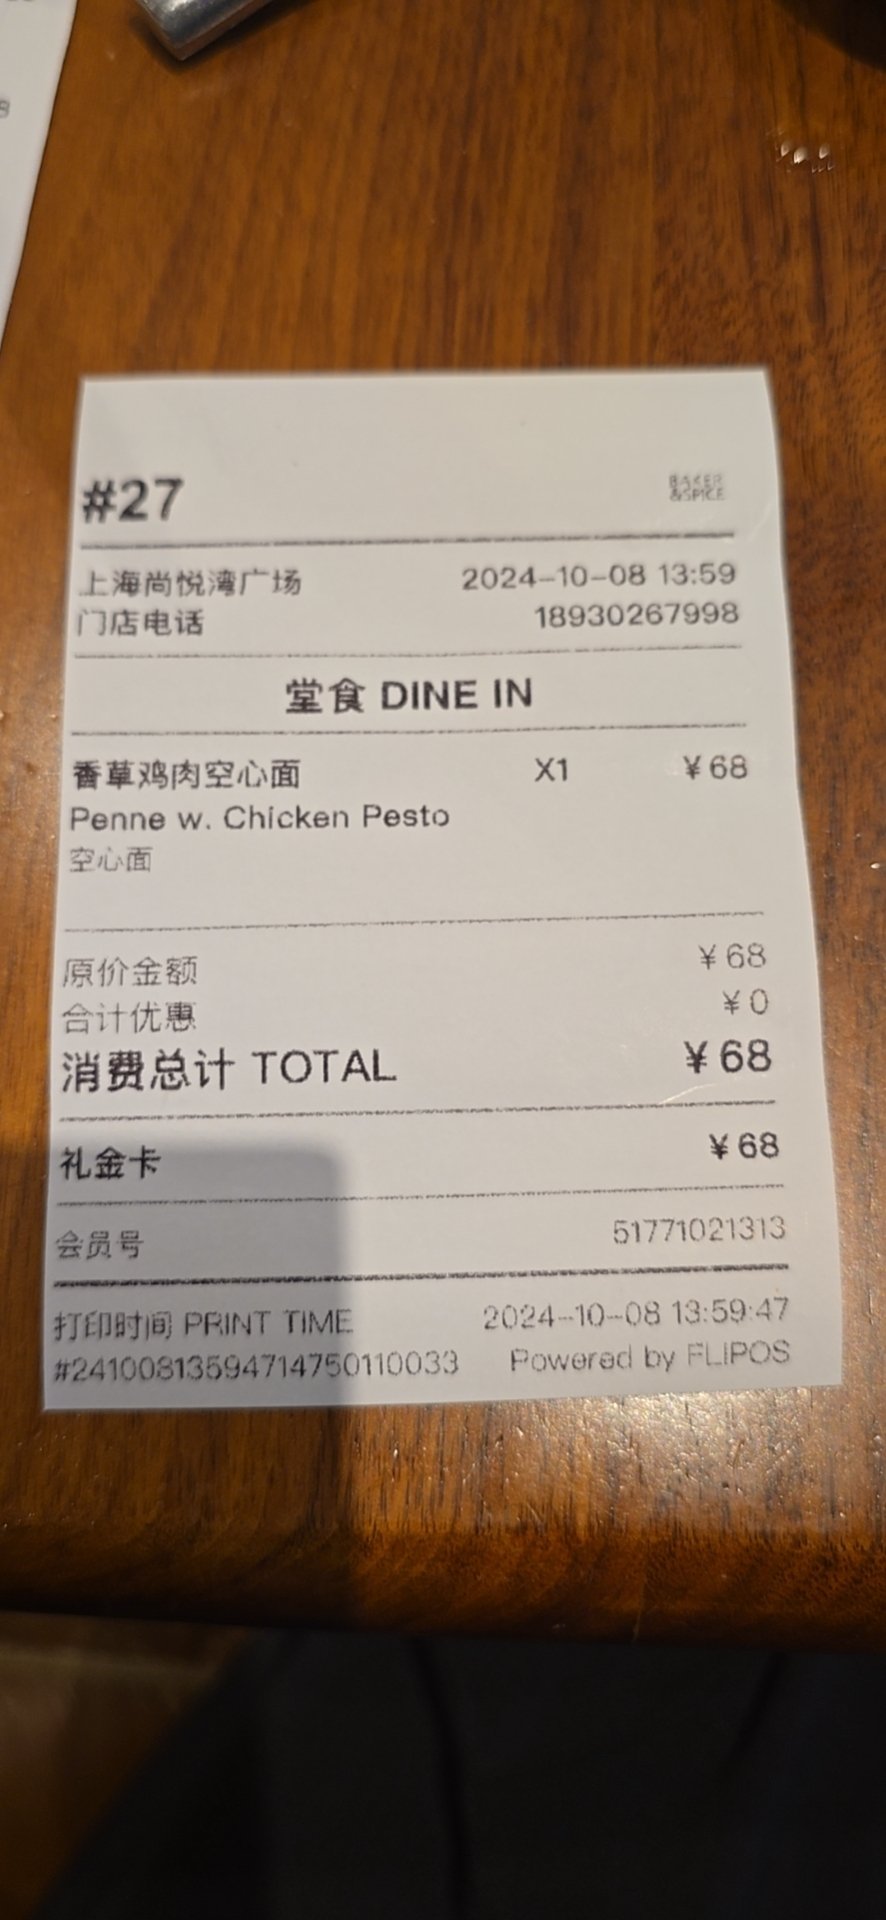 #27
BAKER
&SPICE
上海尚悦湾广场 2024-10-08 13:59
门店电话 18930267998
堂食 DINE IN
香草鸡肉空心面 X1 ¥68
Penne w. Chicken Pesto
空心面
原价金额 ¥68
合计优惠 ¥0
消费总计 TOTAL ¥68
礼金卡 ¥68
会员号 51771021313
打印时间 PRINT TIME 2024-10-08 13:59:47
#24100813594714750110033 Powered by FLIPOS